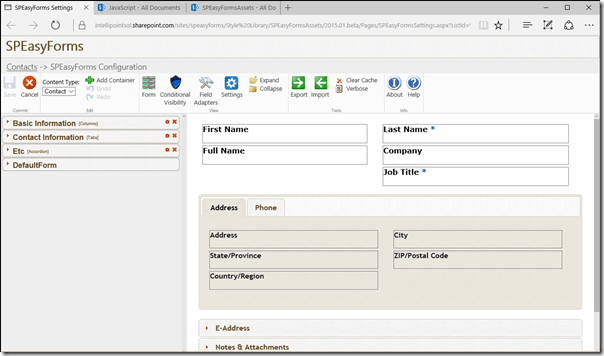 SPEasyForms Settings
JavaScript - All Documents
SPEasyFormsAssets - All Do
intellipointsol.sharepoint.com/sites/speasyforms/Style%20Library/SPEasyFormsAssets/2015.01.beta/Pages/SPEasyFormsSettings.aspx?ListId=
SPEasyForms
Contacts -> SPEasyForms Configuration
Save
Cancel
Commit
Content Type:
Contact
Add Container
Undo
Redo
Edit
Form
Conditional Visibility
Field Adapters
Settings
Expand
Collapse
View
Export
Import
Clear Cache
Verbose
Tools
About
Help
Info
Basic Information [Columns]
Contact Information [Tabs]
Etc [Accordion]
DefaultForm
First Name
Last Name *
Full Name
Company
Job Title *
Address
Phone
Address
City
State/Province
ZIP/Postal Code
Country/Region
E-Address
Notes & Attachments